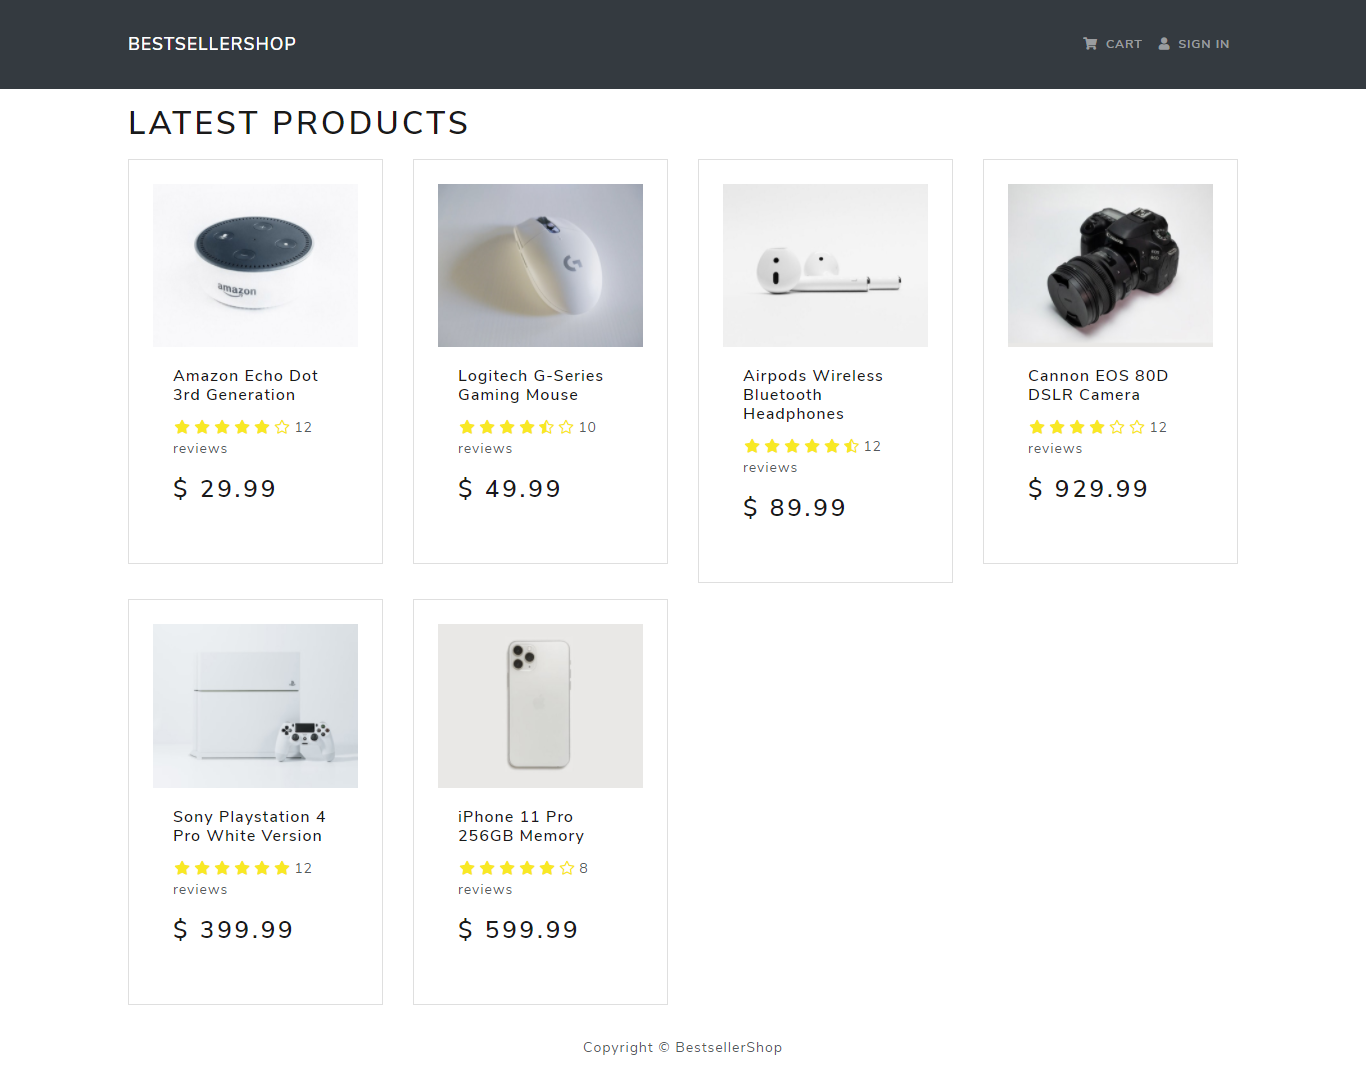 BESTSELLERSHOP
CART
SIGN IN
LATEST PRODUCTS
amazon
Amazon Echo Dot
3rd Generation
12
reviews
$ 29.99
Logitech G-Series
Gaming Mouse
10
reviews
$ 49.99
Airpods Wireless
Bluetooth
Headphones
12
reviews
$ 89.99
Cannon EOS 80D
DSLR Camera
12
reviews
$ 929.99
Sony Playstation 4
Pro White Version
12
reviews
$ 399.99
iPhone 11 Pro
256GB Memory
8
reviews
$ 599.99
Copyright © BestsellerShop